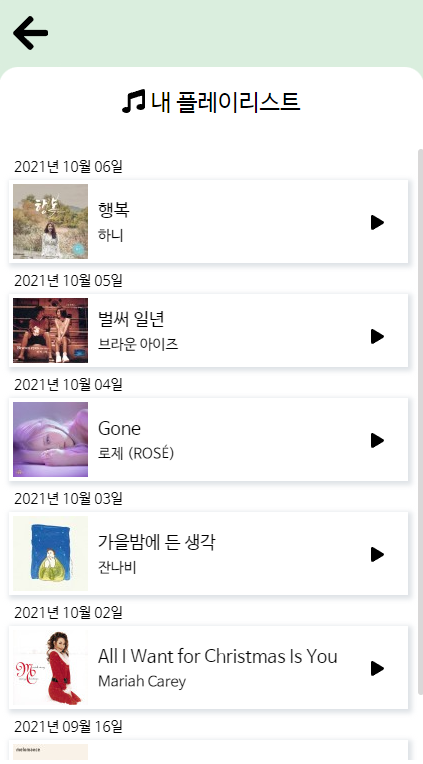 내 플레이리스트
2021년 10월 06일
행복
행복
하니
2021년 10월 05일
벌써 일년
브라운 아이즈
2021년 10월 04일
Gone
로제 (ROSÉ)
2021년 10월 03일
가을밤에 든 생각
잔나비
2021년 10월 02일
All I Want for Christmas Is You
Mariah Carey
2021년 09월 16일
melomance